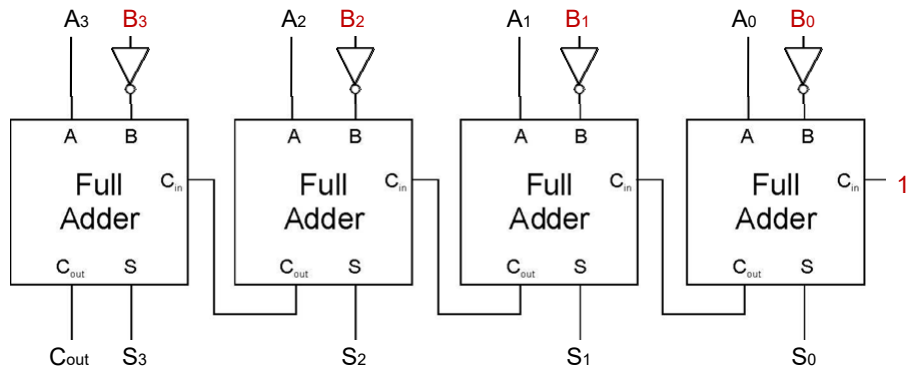 A3 B3 A2 B2 A1 B1 A0 B0
A B A B A B A B
Cin Cin Cin Cin 1
Full Full Full Full
Adder Adder Adder Adder
Cout S Cout S Cout S Cout S
Cout S3 S2 S1 S0